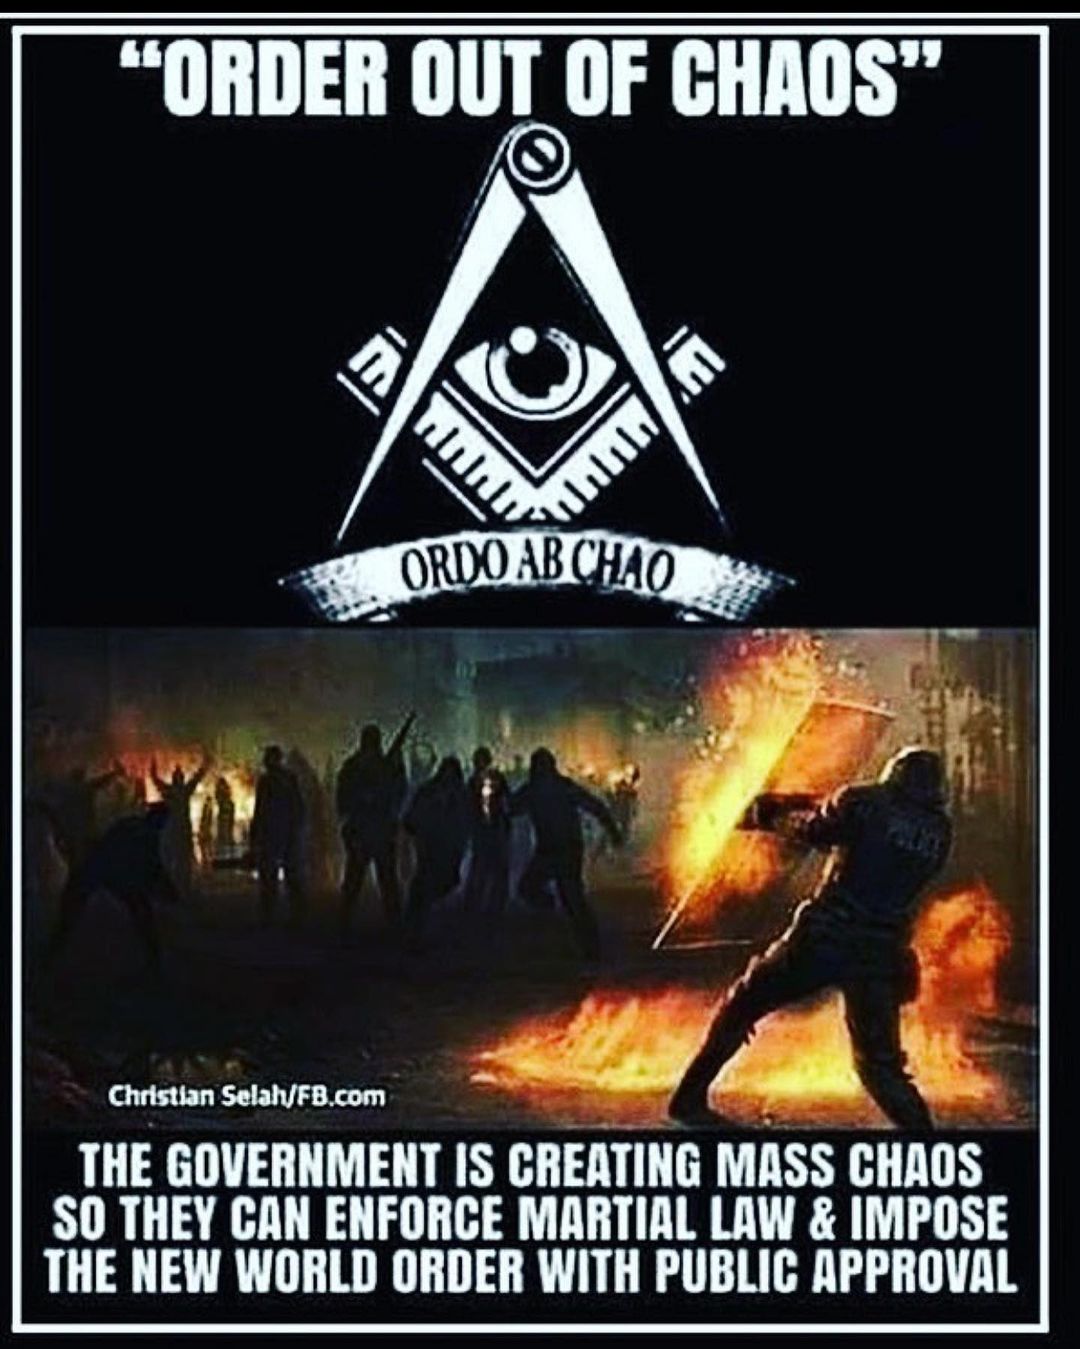 “ORDER OUT OF CHAOS”
ORDO AB CHAO
POLICE
Christian Selah/FB.com
THE GOVERNMENT IS CREATING MASS CHAOS
SO THEY CAN ENFORCE MARTIAL LAW & IMPOSE
THE NEW WORLD ORDER WITH PUBLIC APPROVAL